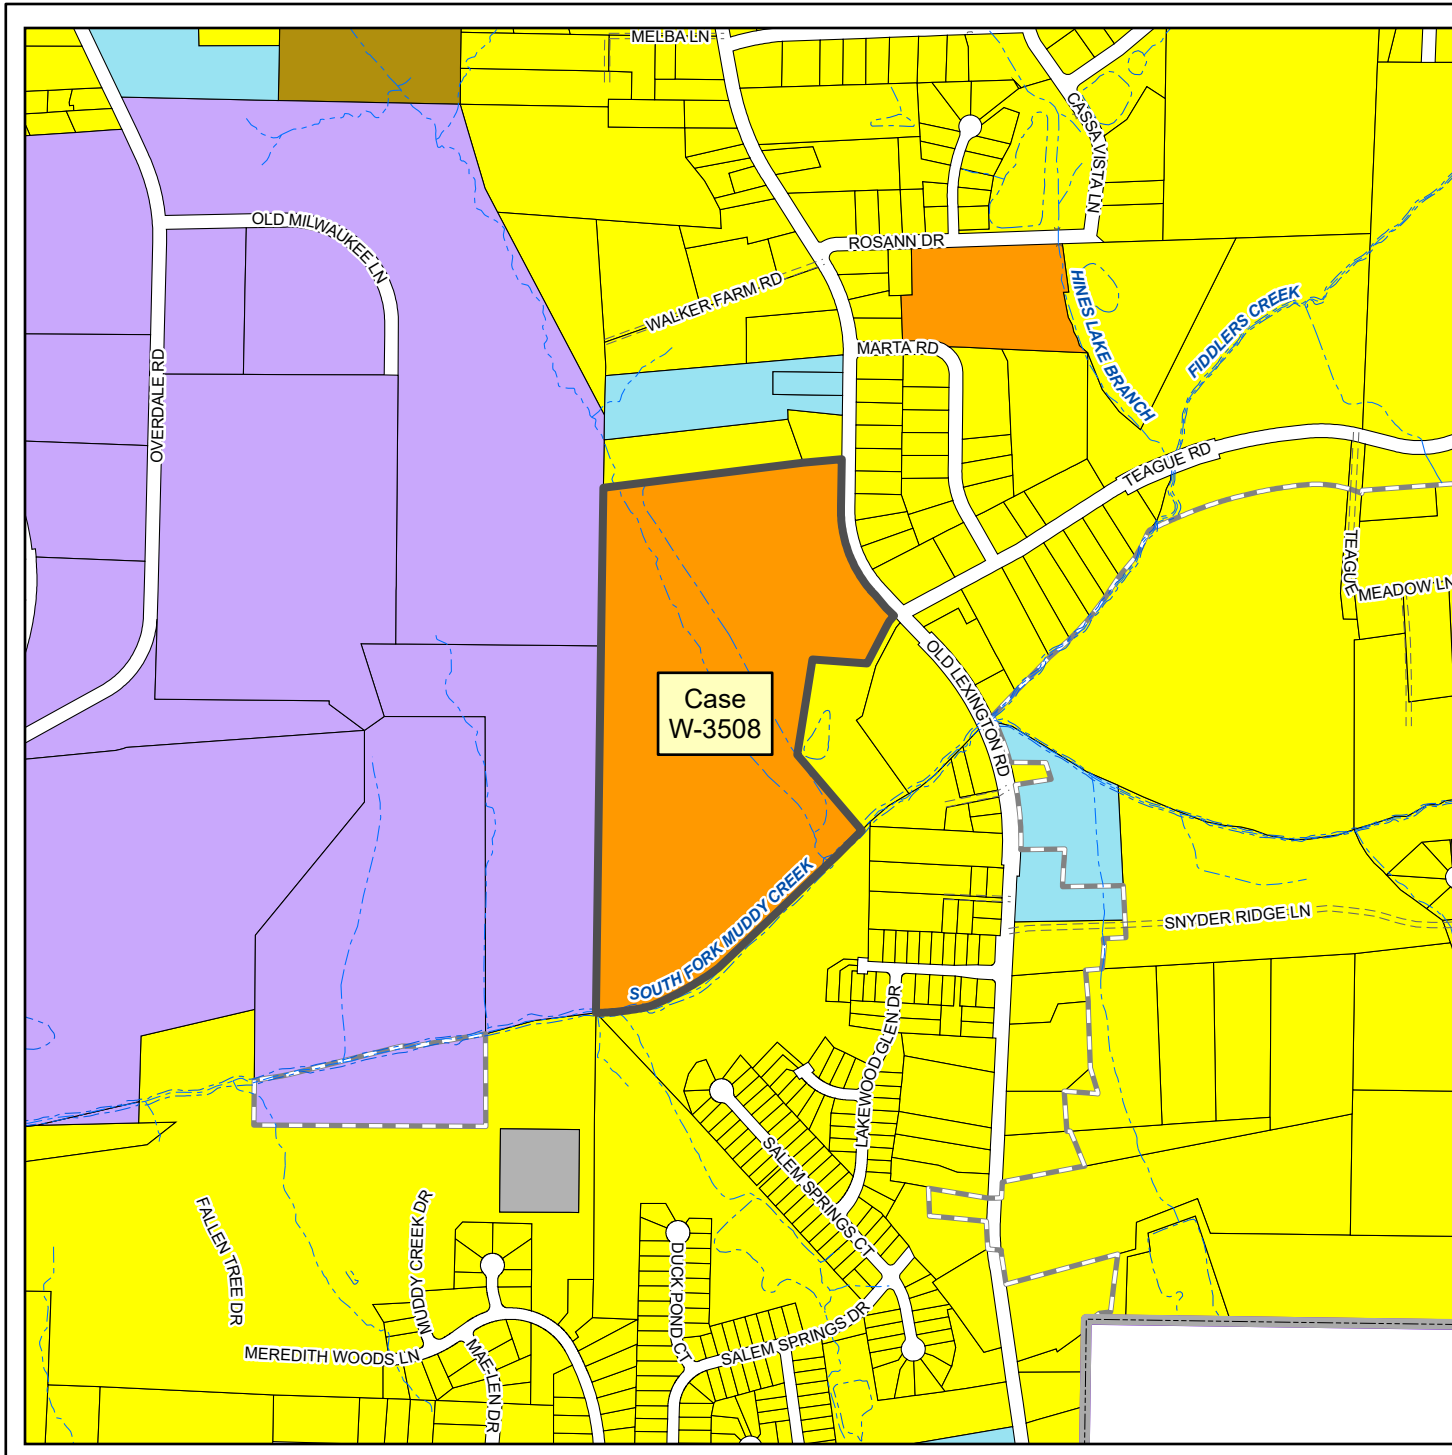 MELBA LN
CASSA VISTA LN
OLD MILWAUKEE LN
ROSANN DR
WALKER FARM RD
HINES LAKE BRANCH
FIDDLERS CREEK
MARTA RD
OVERDALE RD
TEAGUE RD
TEAGUE
MEADOW LN
OLD LEXINGTON RD
Case
W-3508
SOUTH FORK MUDDY CREEK
SNYDER RIDGE LN
LAKEWOOD GLEN DR
SALEM SPRINGS CT
FALLEN TREE DR
MUDDY CREEK DR
DUCK POND CT
SALEM SPRINGS DR
MEREDITH WOODS LN
MAE-LEN DR